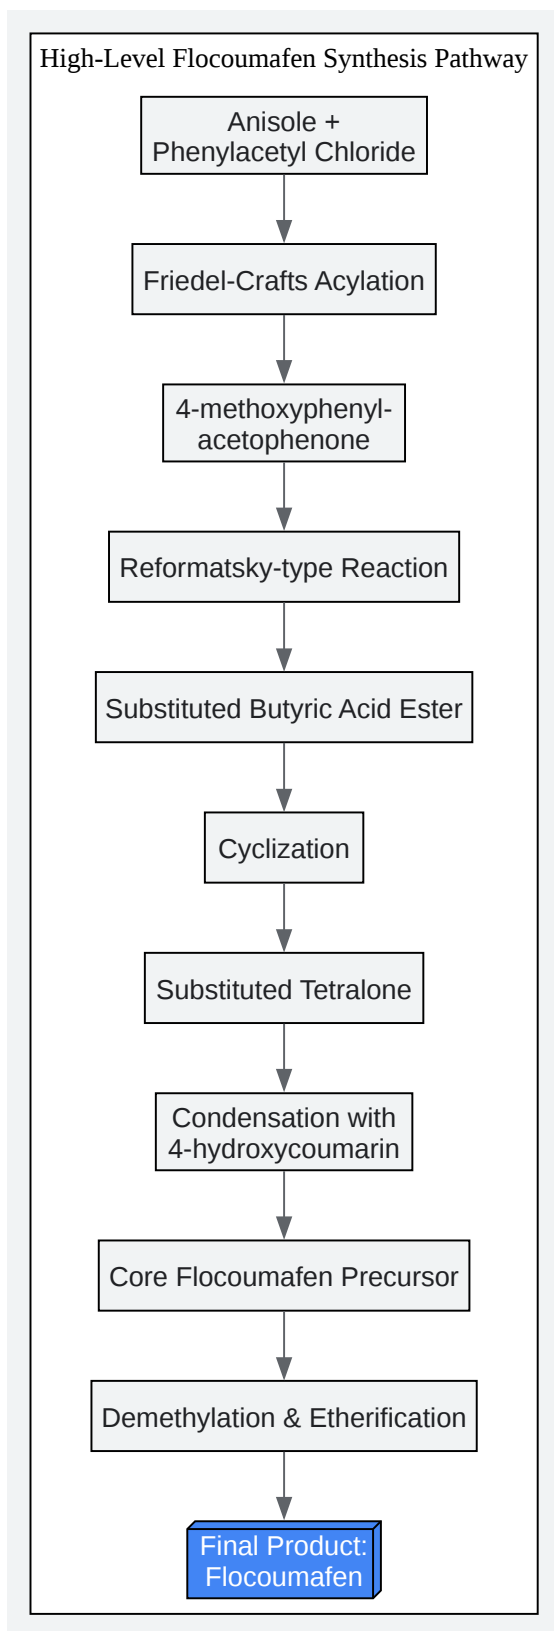 High-Level Flocoumafen Synthesis Pathway
Anisole +
Phenylacetyl Chloride
Friedel-Crafts Acylation
4-methoxyphenyl-
acetophenone
Reformatsky-type Reaction
Substituted Butyric Acid Ester
Cyclization
Substituted Tetralone
Condensation with
4-hydroxycoumarin
Core Flocoumafen Precursor
Demethylation & Etherification
Final Product:
Flocoumafen